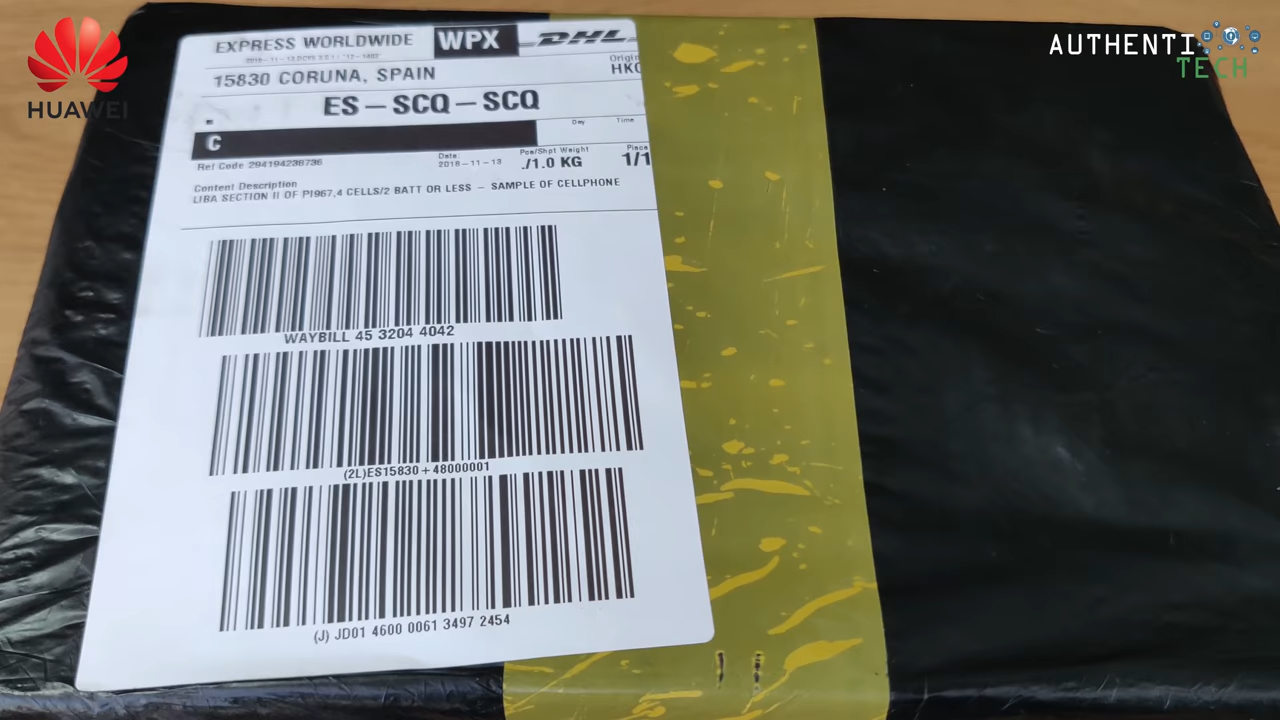 HUAWEI
AUTHENTI
TECH
EXPRESS WORLDWIDE WPX DHL
15830 CORUNA, SPAIN
Origin
HKG
ES-SCQ-SCQ
Day Time
C
Ref Code 294194238736
Date:
2018-11-13
Pce/Shpt Weight
./1.0 KG
Piece
1/1
Content Description
LIBA SECTION II OF PI967,4 CELLS/2 BATT OR LESS - SAMPLE OF CELLPHONE
WAYBILL 45 3204 4042
(2L)ES15830+48000001
(J) JD01 4600 0061 3497 2454